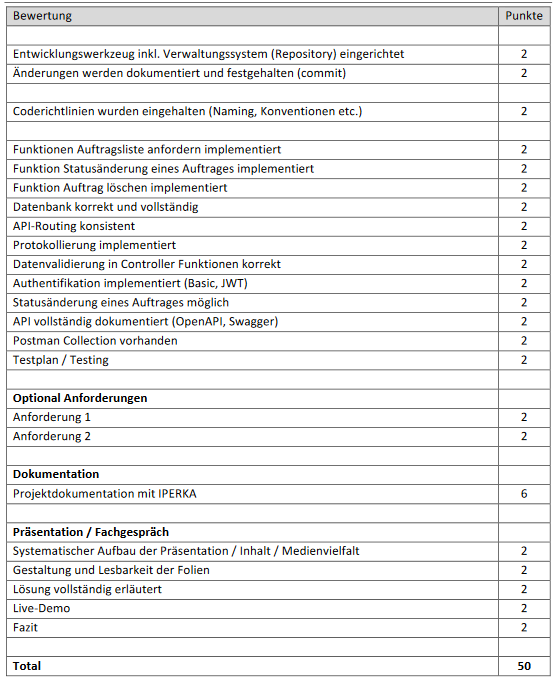 Bewertung Punkte
Entwicklungswerkzeug inkl. Verwaltungssystem (Repository) eingerichtet 2
Änderungen werden dokumentiert und festgehalten (commit) 2
Coderichtlinien wurden eingehalten (Naming, Konventionen etc.) 2
Funktionen Auftragsliste anfordern implementiert 2
Funktion Statusänderung eines Auftrages implementiert 2
Funktion Auftrag löschen implementiert 2
Datenbank korrekt und vollständig 2
API-Routing konsistent 2
Protokollierung implementiert 2
Datenvalidierung in Controller Funktionen korrekt 2
Authentifikation implementiert (Basic, JWT) 2
Statusänderung eines Auftrages möglich 2
API vollständig dokumentiert (OpenAPI, Swagger) 2
Postman Collection vorhanden 2
Testplan / Testing 2
Optional Anforderungen
Anforderung 1 2
Anforderung 2 2
Dokumentation
Projektdokumentation mit IPERKA 6
Präsentation / Fachgespräch
Systematischer Aufbau der Präsentation / Inhalt / Medienvielfalt 2
Gestaltung und Lesbarkeit der Folien 2
Lösung vollständig erläutert 2
Live-Demo 2
Fazit 2
Total 50